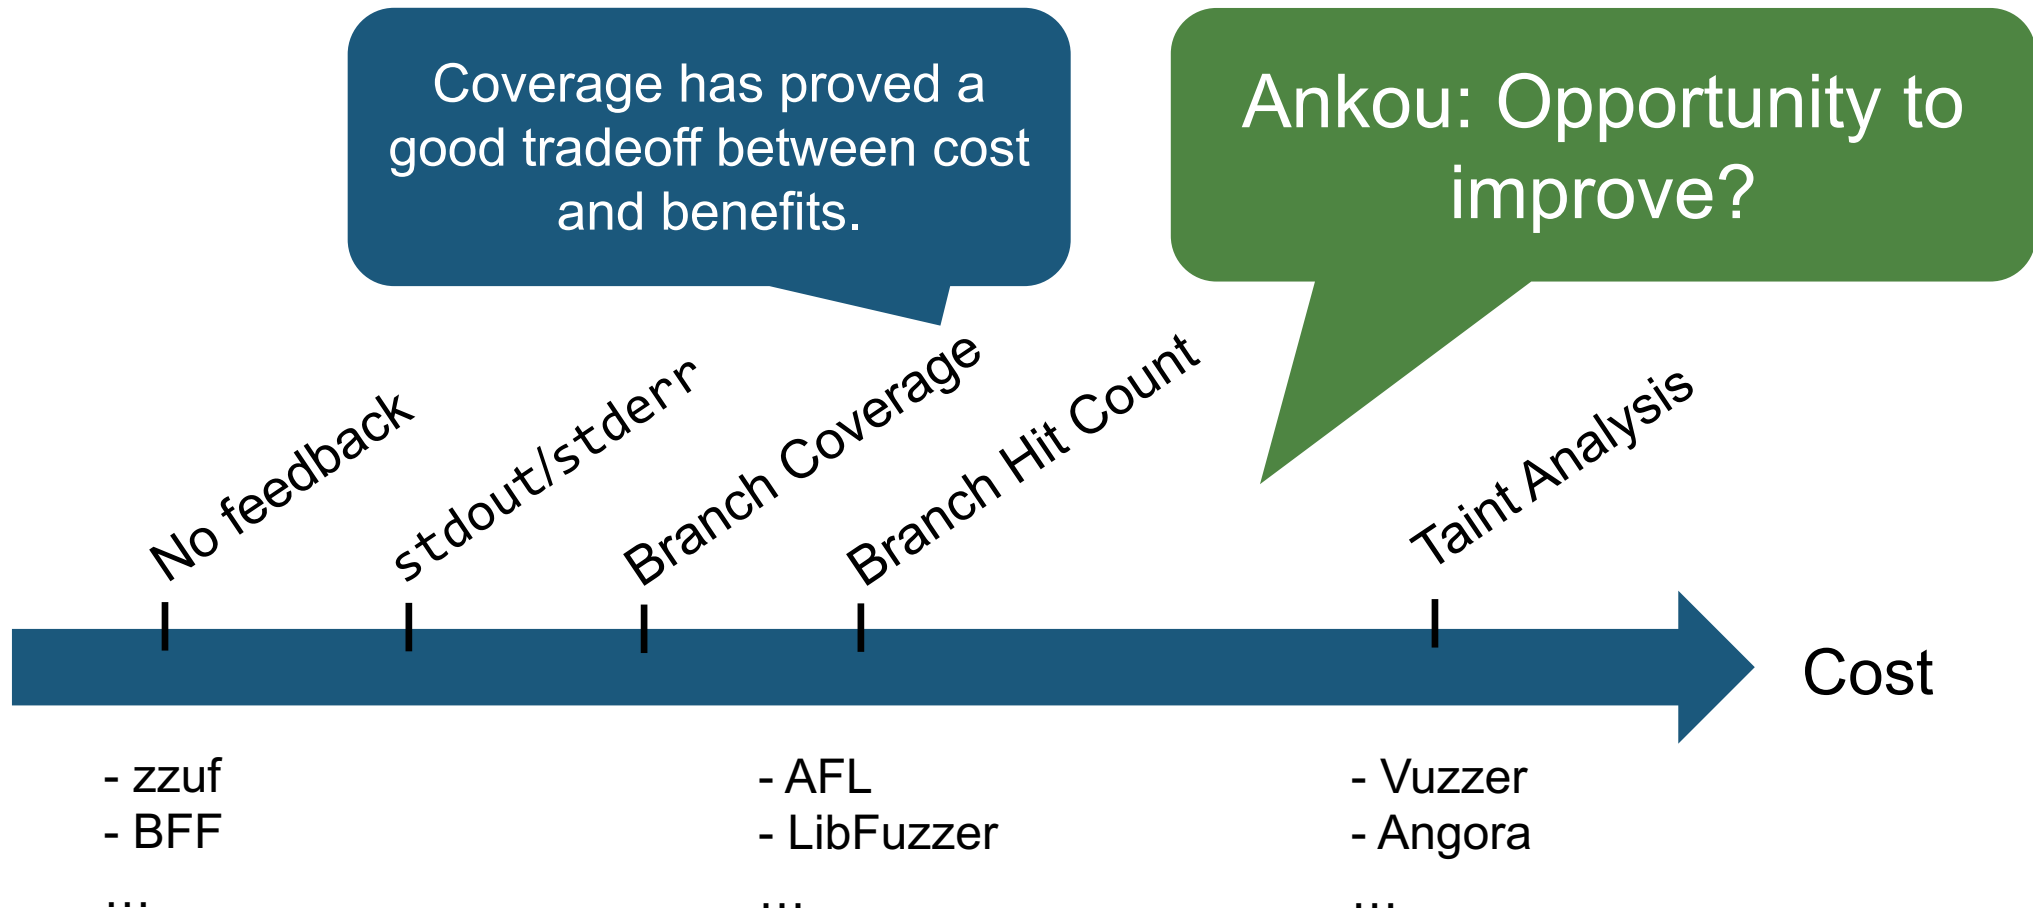 Coverage has proved a
good tradeoff between cost
and benefits.
Ankou: Opportunity to
improve?
No feedback
stdout/stderr
Branch Coverage
Branch Hit Count
Taint Analysis
Cost
- zzuf
- BFF
...
- AFL
- LibFuzzer
...
- Vuzzer
- Angora
...